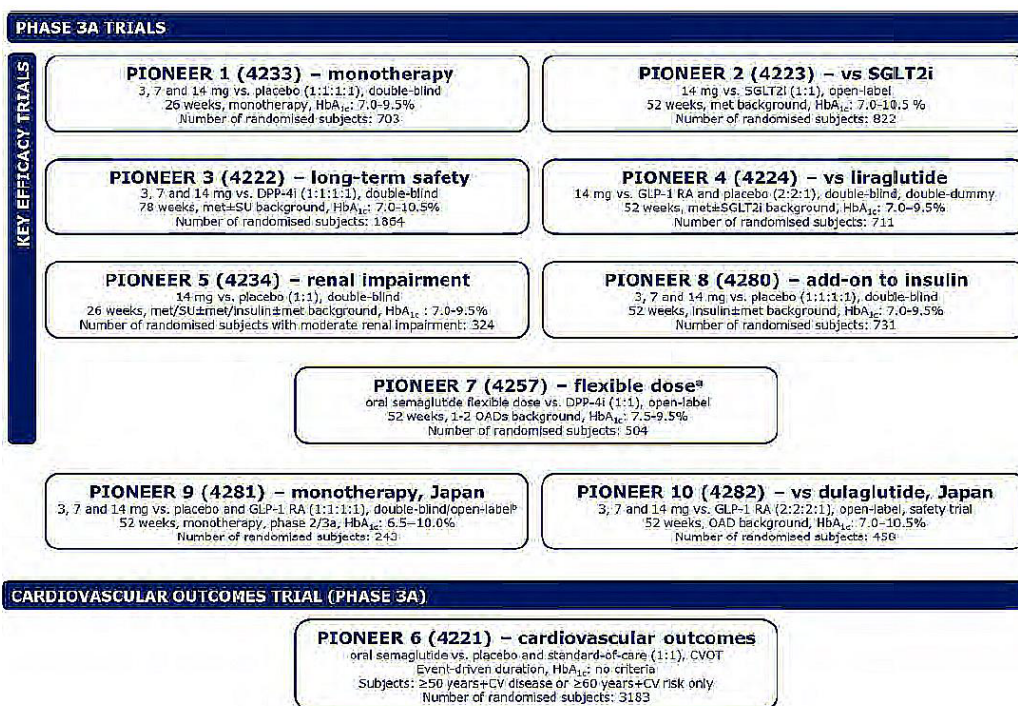 PHASE 3A TRIALS
KEY EFFICACY TRIALS
PIONEER 1 (4233) – monotherapy
3, 7 and 14 mg vs. placebo (1:1:1:1), double-blind
26 weeks, monotherapy, HbA1c: 7.0-9.5%
Number of randomised subjects: 703
PIONEER 2 (4223) – vs SGLT2i
14 mg vs. SGLT2i (1:1), open-label
52 weeks, met background, HbA1c: 7.0-10.5 %
Number of randomised subjects: 822
PIONEER 3 (4222) – long-term safety
3, 7 and 14 mg vs. DPP-4i (1:1:1:1), double-blind
78 weeks, met±SU background, HbA1c: 7.0-10.5%
Number of randomised subjects: 1864
PIONEER 4 (4224) – vs liraglutide
14 mg vs. GLP-1 RA and placebo (2:2:1), double-blind, double-dummy
52 weeks, met±SGLT2i background, HbA1c: 7.0-9.5%
Number of randomised subjects: 711
PIONEER 5 (4234) – renal impairment
14 mg vs. placebo (1:1), double-blind
26 weeks, met/SU±met/insulin±met background, HbA1c : 7.0-9.5%
Number of randomised subjects with moderate renal impairment: 324
PIONEER 8 (4280) – add-on to insulin
3, 7 and 14 mg vs. placebo (1:1:1:1), double-blind
52 weeks, insulin±met background, HbA1c: 7.0-9.5%
Number of randomised subjects: 731
PIONEER 7 (4257) – flexible doseᵃ
oral semaglutide flexible dose vs. DPP-4i (1:1), open-label
52 weeks, 1-2 OADs background, HbA1c: 7.5-9.5%
Number of randomised subjects: 504
PIONEER 9 (4281) – monotherapy, Japan
3, 7 and 14 mg vs. placebo and GLP-1 RA (1:1:1:1), double-blind/open-labelᵇ
52 weeks, monotherapy, phase 2/3a, HbA1c: 6.5-10.0%
Number of randomised subjects: 243
PIONEER 10 (4282) – vs dulaglutide, Japan
3, 7 and 14 mg vs. GLP-1 RA (2:2:2:1), open-label, safety trial
52 weeks, OAD background, HbA1c: 7.0-10.5%
Number of randomised subjects: 458
CARDIOVASCULAR OUTCOMES TRIAL (PHASE 3A)
PIONEER 6 (4221) – cardiovascular outcomes
oral semaglutide vs. placebo and standard-of-care (1:1), CVOT
Event-driven duration, HbA1c: no criteria
Subjects: ≥50 years+CV disease or ≥60 years+CV risk only
Number of randomised subjects: 3183